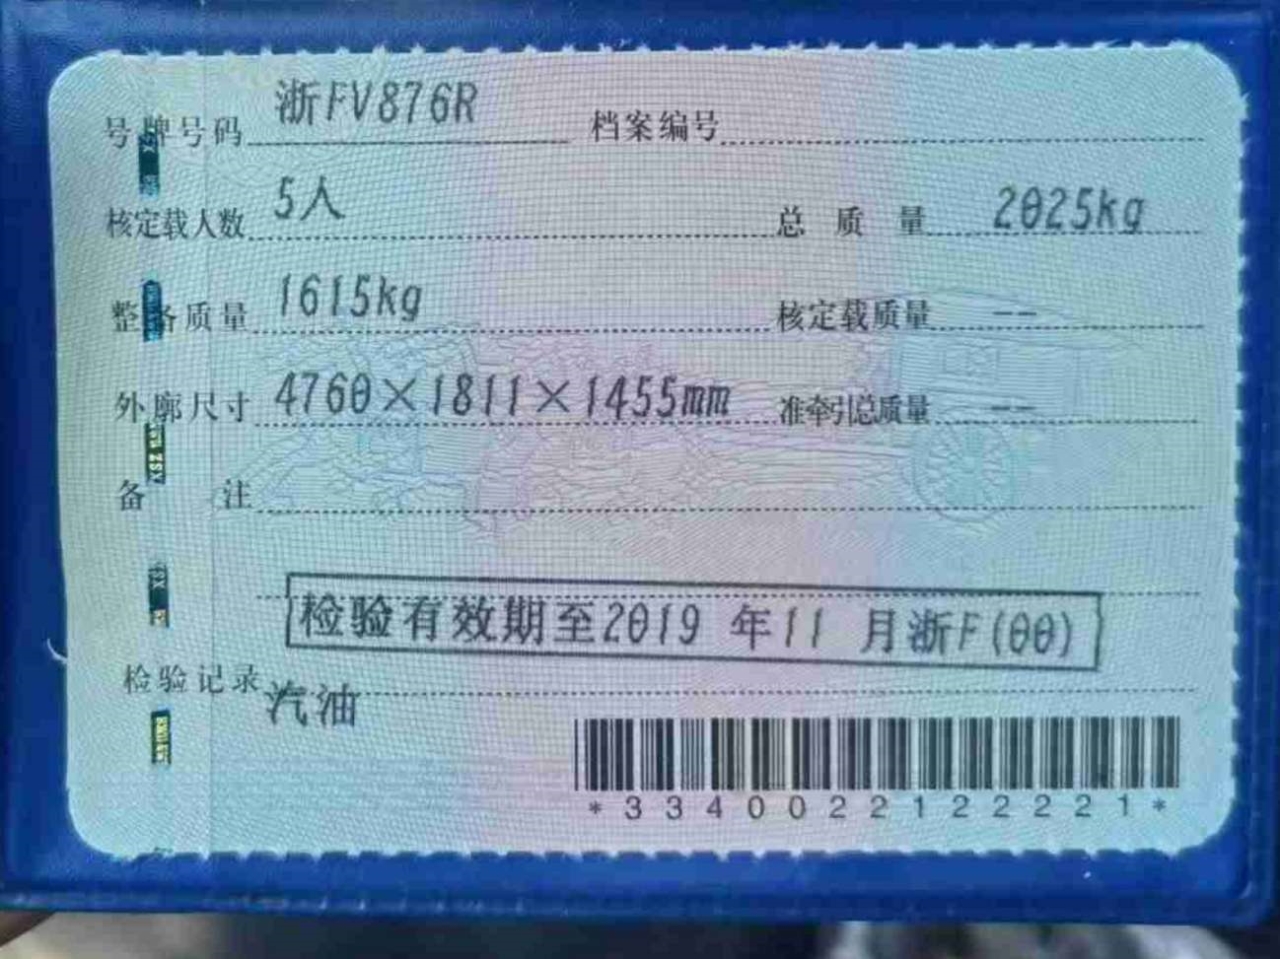 号牌号码 浙FV876R 档案编号
核定载人数 5人 总质量 2025kg
整备质量 1615kg 核定载质量 --
外廓尺寸 4760×1811×1455mm 准牵引总质量 --
备注
检验有效期至2019 年11 月浙F(00)
检验记录
汽油
*3340022122221*